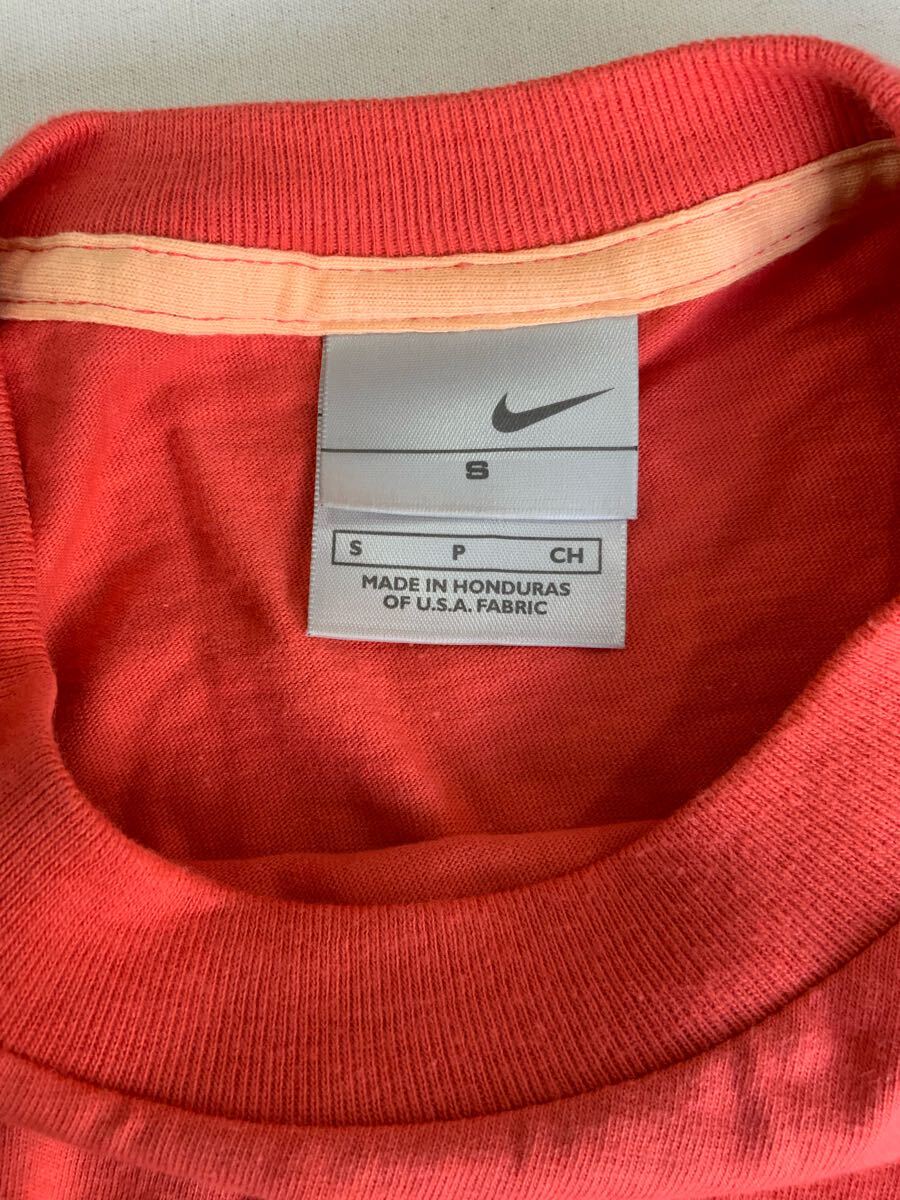 S
S P CH
MADE IN HONDURAS
OF U.S.A. FABRIC